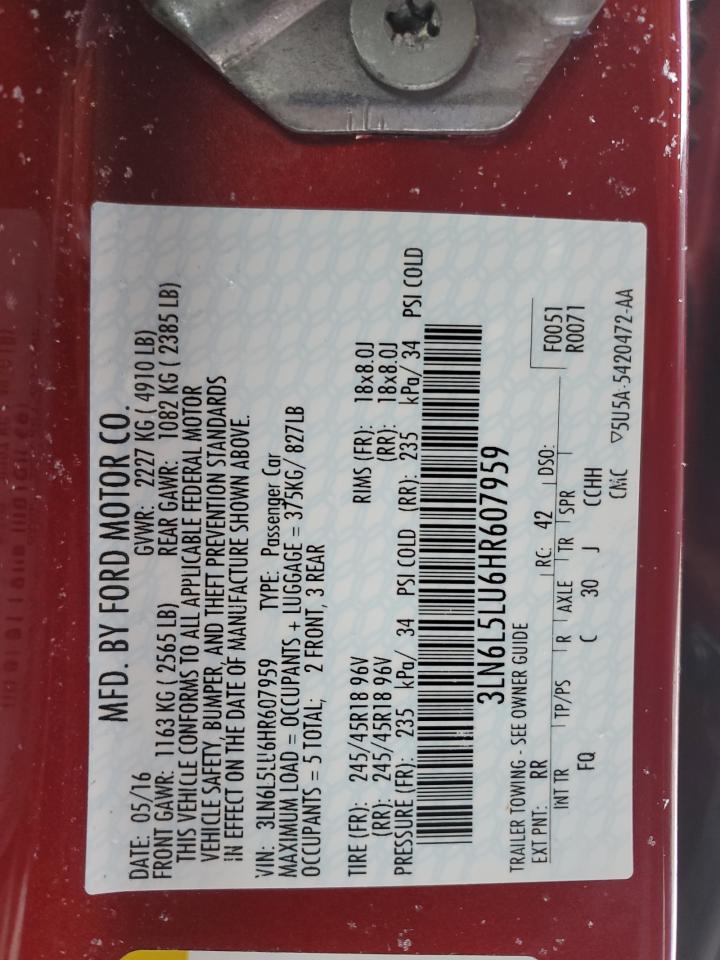 MFD. BY FORD MOTOR CO.
DATE: 05/16 GVWR: 2227 KG ( 4910 LB)
FRONT GAWR: 1163 KG ( 2565 LB) REAR GAWR: 1082 KG ( 2385 LB)
THIS VEHICLE CONFORMS TO ALL APPLICABLE FEDERAL MOTOR
VEHICLE SAFETY, BUMPER, AND THEFT PREVENTION STANDARDS
IN EFFECT ON THE DATE OF MANUFACTURE SHOWN ABOVE.
VIN: 3LN6L5LU6HR607959 TYPE: Passenger Car
MAXIMUM LOAD = OCCUPANTS + LUGGAGE = 375KG/ 827LB
OCCUPANTS = 5 TOTAL; 2 FRONT, 3 REAR
TIRE (FR): 245/45R18 96V RIMS (FR): 18x8.0J
(RR): 245/45R18 96V (RR): 18x8.0J
PRESSURE (FR): 235 kPa/ 34 PSI COLD (RR): 235 kPa/ 34 PSI COLD
3LN6L5LU6HR607959
TRAILER TOWING - SEE OWNER GUIDE
EXT PNT: RR RC: 42 DSO: F0051
R0071
INT TR TP/PS R AXLE TR SPR
FQ C 30 J CCHH
CMC ▽5U5A-5420472-AA